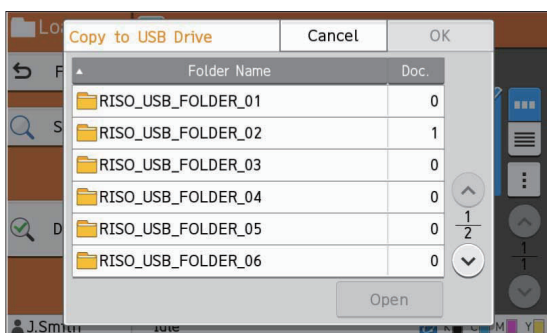 Lo
Copy to USB Drive Cancel OK
F
Folder Name Doc.
RISO_USB_FOLDER_01 0
S RISO_USB_FOLDER_02 1
RISO_USB_FOLDER_03 0
RISO_USB_FOLDER_04 0
D RISO_USB_FOLDER_05 0
RISO_USB_FOLDER_06 0
1
2
1
1
Open
J.Smith Idle K C M Y